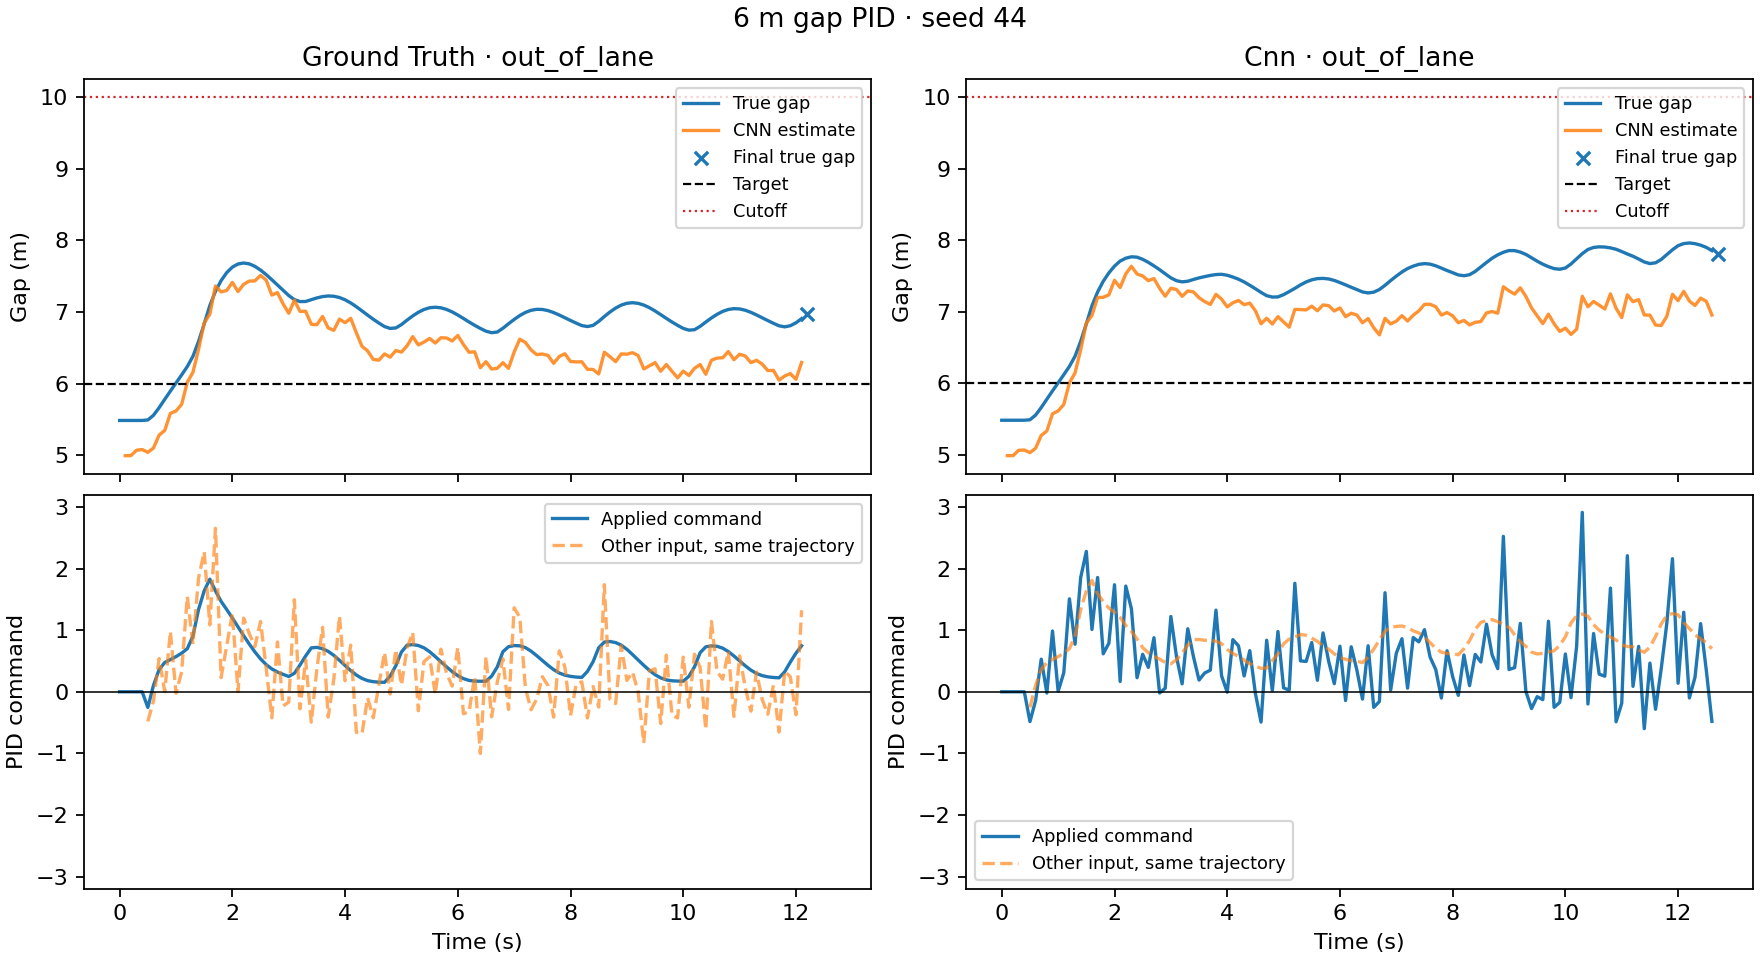 6 m gap PID · seed 44
Ground Truth · out_of_lane
10
9
8
7
6
5
Gap (m)
True gap
CNN estimate
Final true gap
Target
Cutoff
Cnn · out_of_lane
10
9
8
7
6
5
Gap (m)
True gap
CNN estimate
Final true gap
Target
Cutoff
3
2
1
0
−1
−2
−3
PID command
Applied command
Other input, same trajectory
0 2 4 6 8 10 12
Time (s)
3
2
1
0
−1
−2
−3
PID command
Applied command
Other input, same trajectory
0 2 4 6 8 10 12
Time (s)